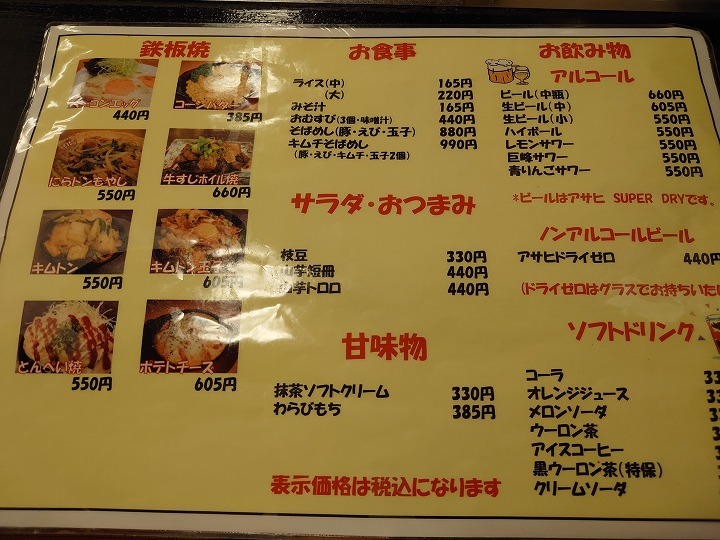 鉄板焼
440円
コーンバター
385円
にらトンもやし
550円
牛すじホイル焼
660円
キムトン
550円
キムトン玉子
605円
とんぺい焼
550円
ポテトチーズ
605円
お食事
ライス(中) 165円
(大) 220円
みそ汁 165円
おむすび(3個・味噌汁) 440円
そばめし(豚・えび・玉子) 880円
キムチそばめし 990円
(豚・えび・キムチ・玉子2個)
サラダ・おつまみ
枝豆 330円
山芋短冊 440円
山芋トロロ 440円
甘味物
抹茶ソフトクリーム 330円
わらびもち 385円
表示価格は税込になります
お飲み物
アルコール
ビール(中瓶) 660円
生ビール(中) 605円
生ビール(小) 550円
ハイボール 550円
レモンサワー 550円
巨峰サワー 550円
青りんごサワー 550円
*ビールはアサヒ SUPER DRYです。
ノンアルコールビール
アサヒドライゼロ 440円
(ドライゼロはグラスでお持ちいた
ソフトドリンク
コーラ
オレンジジュース
メロンソーダ
ウーロン茶
アイスコーヒー
黒ウーロン茶(特保)
クリームソーダ